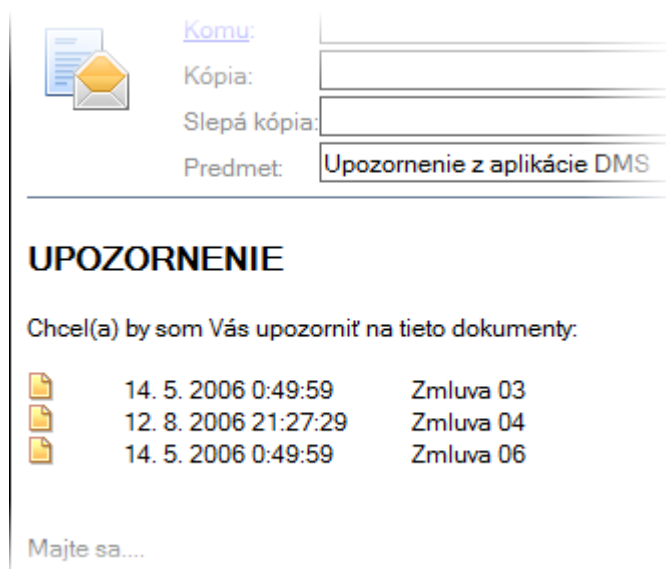 Komu:
Kópia:
Slepá kópia:
Predmet: Upozornenie z aplikácie DMS
UPOZORNENIE
Chcel(a) by som Vás upozorniť na tieto dokumenty:
14. 5. 2006 0:49:59 Zmluva 03
12. 8. 2006 21:27:29 Zmluva 04
14. 5. 2006 0:49:59 Zmluva 06
Majte sa....